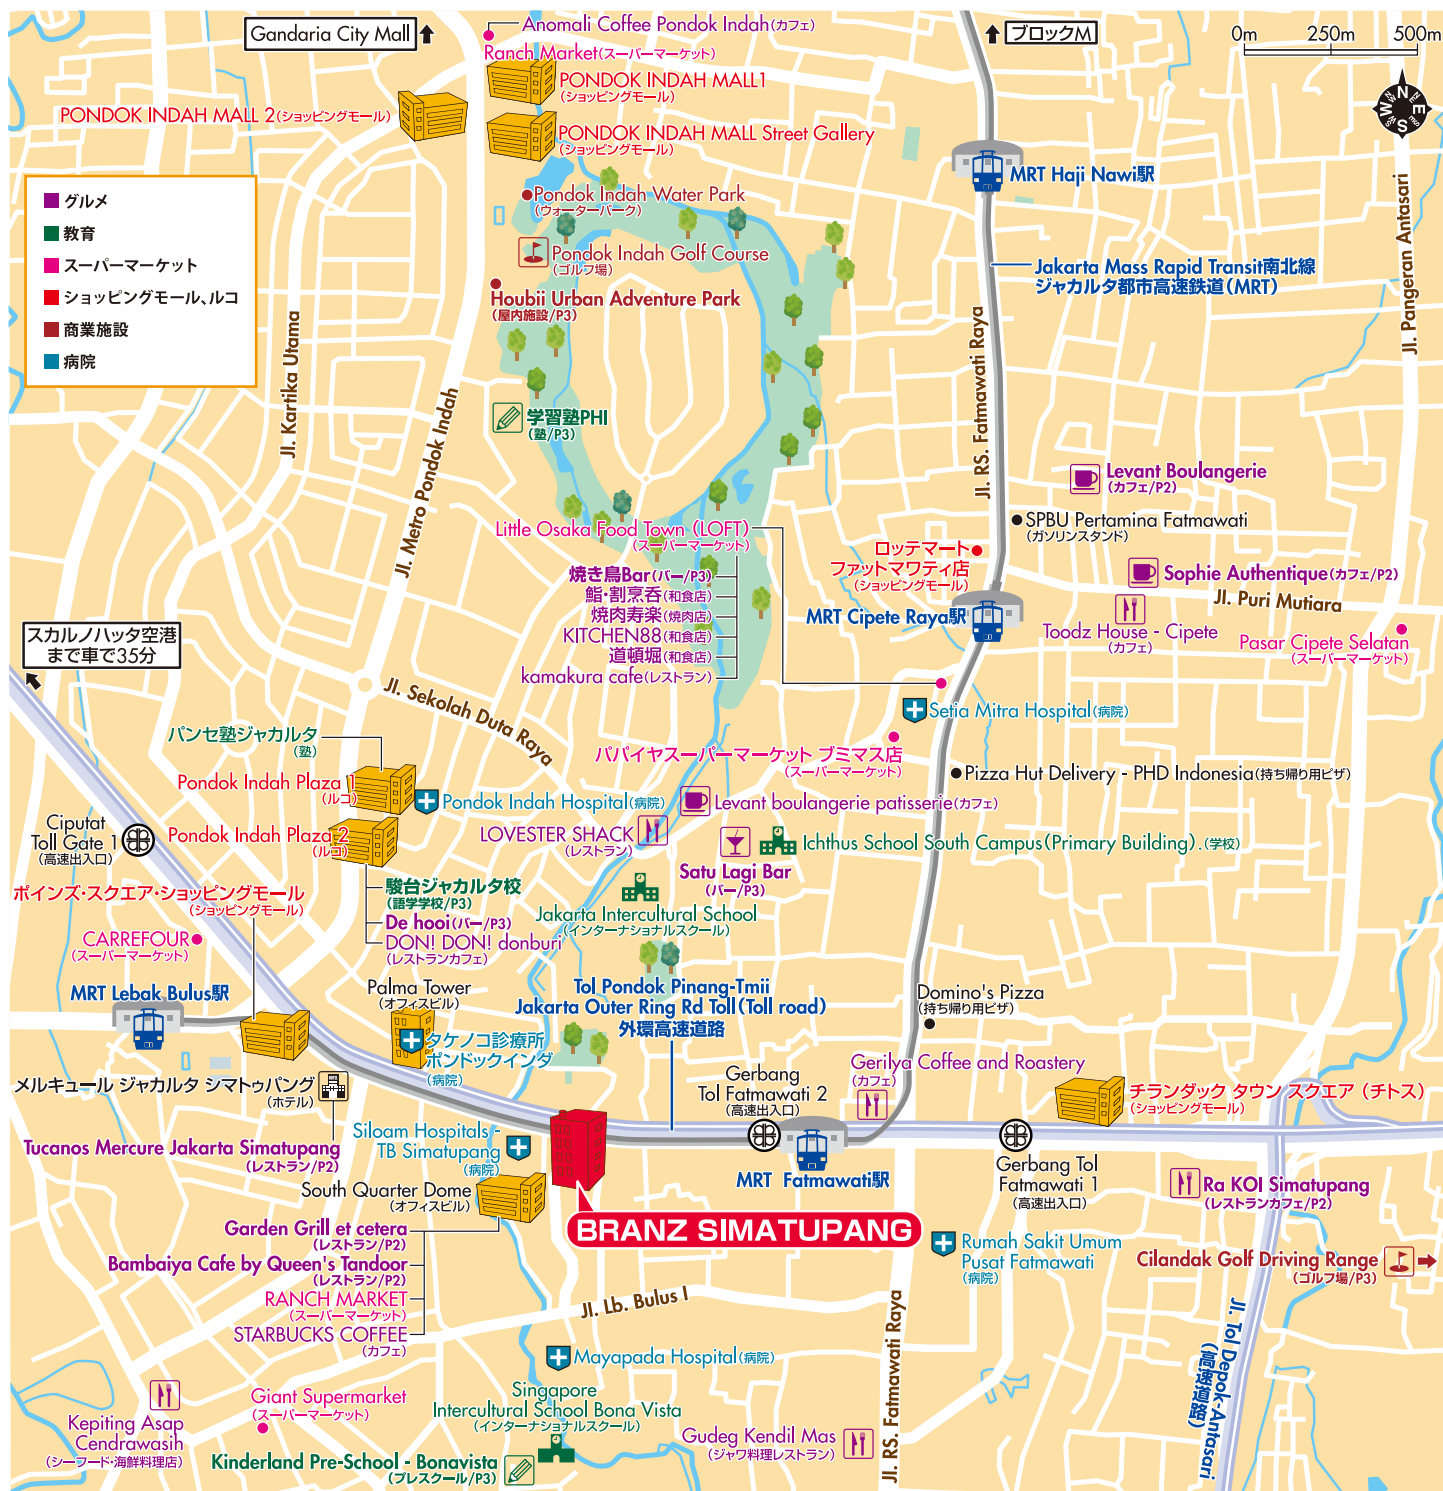 Gandaria City Mall
Anomali Coffee Pondok Indah(カフェ)
Ranch Market(スーパーマーケット)
ブロックM
0m 250m 500m
N
E
S
W
PONDOK INDAH MALL1
(ショッピングモール)
PONDOK INDAH MALL 2(ショッピングモール)
PONDOK INDAH MALL Street Gallery
(ショッピングモール)
グルメ
教育
スーパーマーケット
ショッピングモール、ルコ
商業施設
病院
MRT Haji Nawi駅
Pondok Indah Water Park
(ウォーターパーク)
Pondok Indah Golf Course
(ゴルフ場)
Houbii Urban Adventure Park
(屋内施設/P3)
Jakarta Mass Rapid Transit南北線
ジャカルタ都市高速鉄道(MRT)
Jl. Pangeran Antasari
Jl. Kartika Utama
Jl. Metro Pondok Indah
Jl. RS. Fatmawati Raya
学習塾PHI
(塾/P3)
Levant Boulangerie
(カフェ/P2)
SPBU Pertamina Fatmawati
(ガソリンスタンド)
Little Osaka Food Town (LOFT)
(スーパーマーケット)
焼き鳥Bar(バー/P3)
鮨・割烹呑(和食店)
焼肉寿楽(焼肉店)
KITCHEN88(和食店)
道頓堀(和食店)
kamakura cafe(レストラン)
ロッテマート
ファットマワティ店
(ショッピングモール)
Sophie Authentique(カフェ/P2)
Jl. Puri Mutiara
MRT Cipete Raya駅
Toodz House - Cipete
(カフェ)
Pasar Cipete Selatan
(スーパーマーケット)
スカルノハッタ空港
まで車で35分
Jl. Sekolah Duta Raya
Setia Mitra Hospital(病院)
パンセ塾ジャカルタ
(塾)
パパイヤスーパーマーケット ブミマス店
(スーパーマーケット)
Pizza Hut Delivery - PHD Indonesia(持ち帰り用ピザ)
Pondok Indah Plaza 1
(ルコ)
Pondok Indah Hospital(病院)
Levant boulangerie patisserie(カフェ)
Ciputat
Toll Gate 1
(高速出入口)
Pondok Indah Plaza 2
(ルコ)
LOVESTER SHACK
(レストラン)
Ichthus School South Campus(Primary Building).(学校)
Satu Lagi Bar
(バー/P3)
ポインズ・スクエア・ショッピングモール
(ショッピングモール)
駿台ジャカルタ校
(語学学校/P3)
De hooi(バー/P3)
DON! DON! donburi
(レストランカフェ)
Jakarta Intercultural School
(インターナショナルスクール)
CARREFOUR
(スーパーマーケット)
MRT Lebak Bulus駅
Palma Tower
(オフィスビル)
Tol Pondok Pinang-Tmii
Jakarta Outer Ring Rd Toll(Toll road)
外環高速道路
Domino's Pizza
(持ち帰り用ピザ)
タケノコ診療所
ポンドックインダ
(病院)
メルキュール ジャカルタ シマトゥパング
(ホテル)
Gerbang
Tol Fatmawati 2
(高速出入口)
Gerilya Coffee and Roastery
(カフェ)
チランダック タウン スクエア (チトス)
(ショッピングモール)
Tucanos Mercure Jakarta Simatupang
(レストラン/P2)
Siloam Hospitals -
TB Simatupang
(病院)
MRT Fatmawati駅
Gerbang Tol
Fatmawati 1
(高速出入口)
South Quarter Dome
(オフィスビル)
Ra KOI Simatupang
(レストランカフェ/P2)
BRANZ SIMATUPANG
Garden Grill et cetera
(レストラン/P2)
Bambaiya Cafe by Queen's Tandoor
(レストラン/P2)
RANCH MARKET
(スーパーマーケット)
STARBUCKS COFFEE
(カフェ)
Rumah Sakit Umum
Pusat Fatmawati
(病院)
Cilandak Golf Driving Range
(ゴルフ場/P3)
Jl. Lb. Bulus I
Jl. RS. Fatmawati Raya
Jl. Tol Depok-Antasari
(高速道路)
Mayapada Hospital(病院)
Singapore
Intercultural School Bona Vista
(インターナショナルスクール)
Giant Supermarket
(スーパーマーケット)
Kepiting Asap
Cendrawasih
(シーフード・海鮮料理店)
Kinderland Pre-School - Bonavista
(プレスクール/P3)
Gudeg Kendil Mas
(ジャワ料理レストラン)